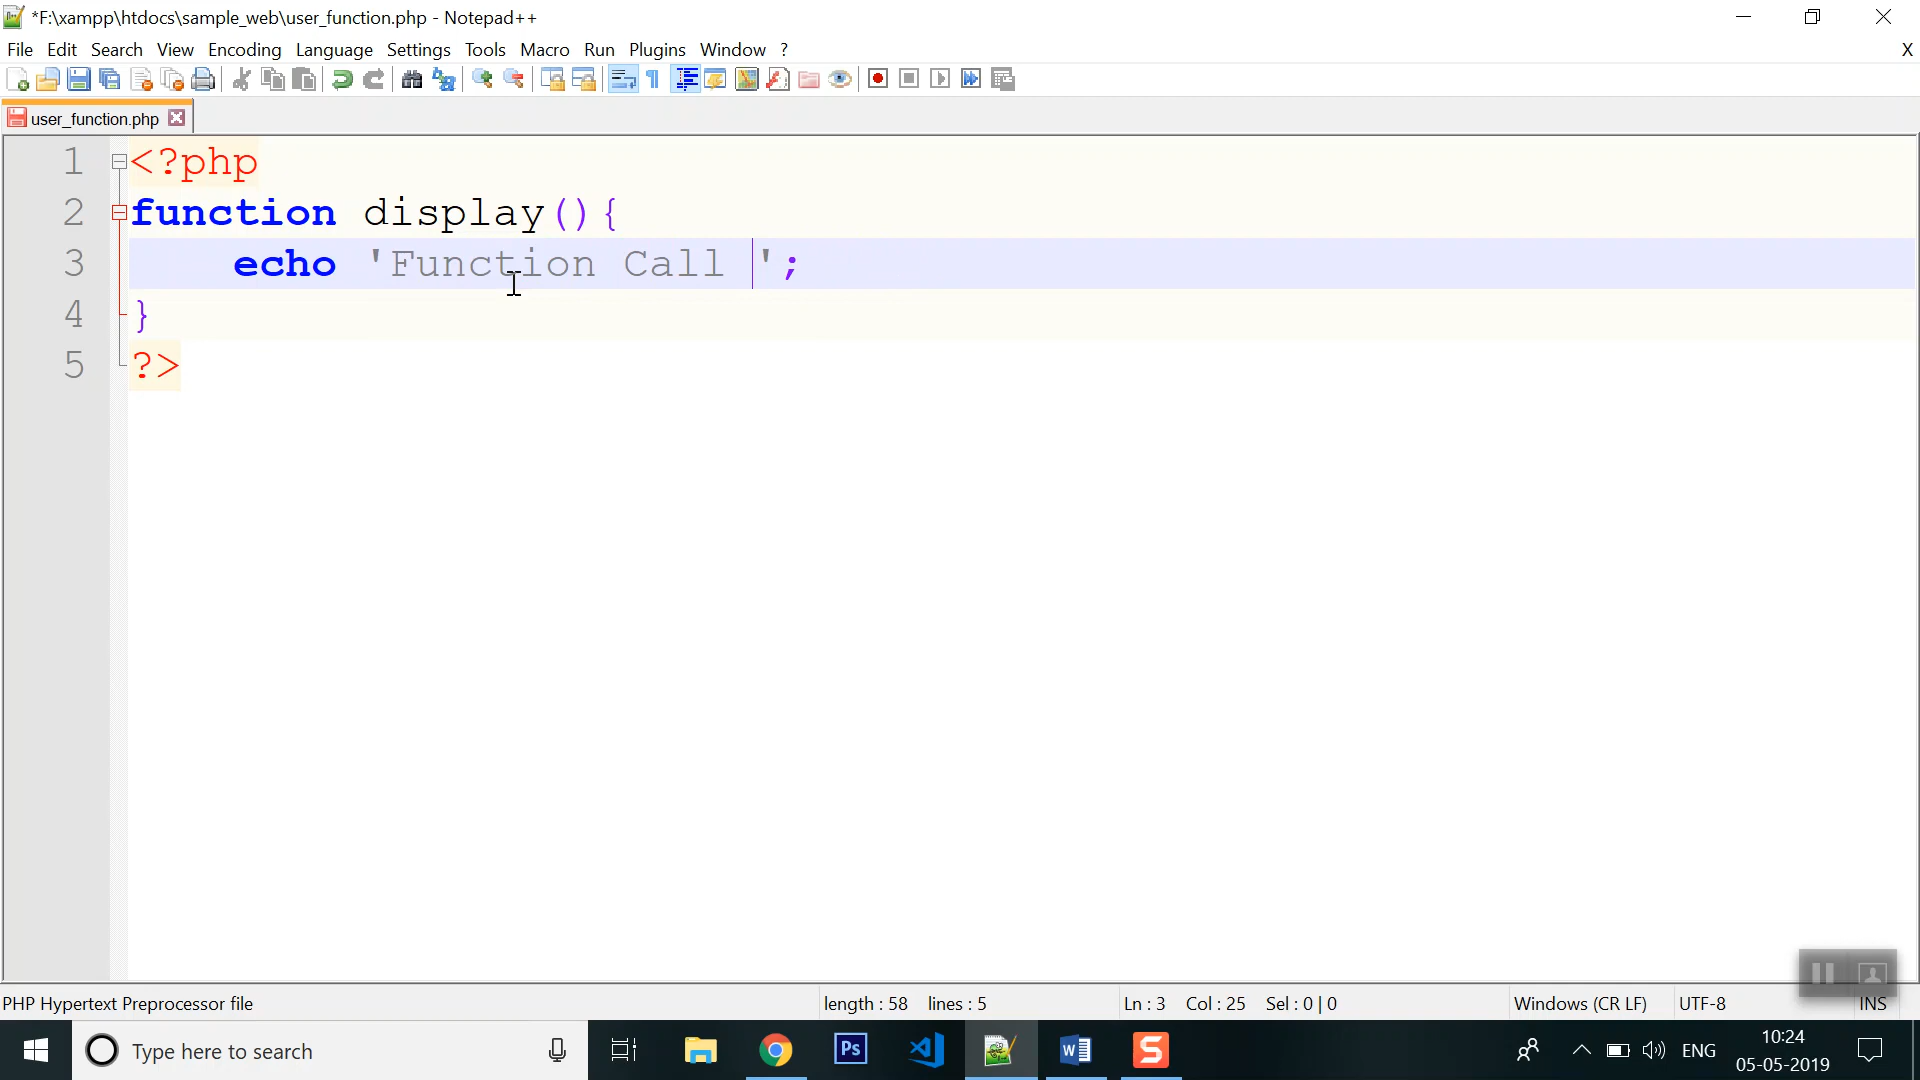 *F:\xampp\htdocs\sample_web\user_function.php - Notepad++
File Edit Search View Encoding Language Settings Tools Macro Run Plugins Window ? X
user_function.php
1 <?php
2 function display(){
3 echo 'Function Call ';
4 }
5 ?>
PHP Hypertext Preprocessor file length : 58 lines : 5 Ln : 3 Col : 25 Sel : 0 | 0 Windows (CR LF) UTF-8 INS
Type here to search Ps W S ENG 10:24
05-05-2019